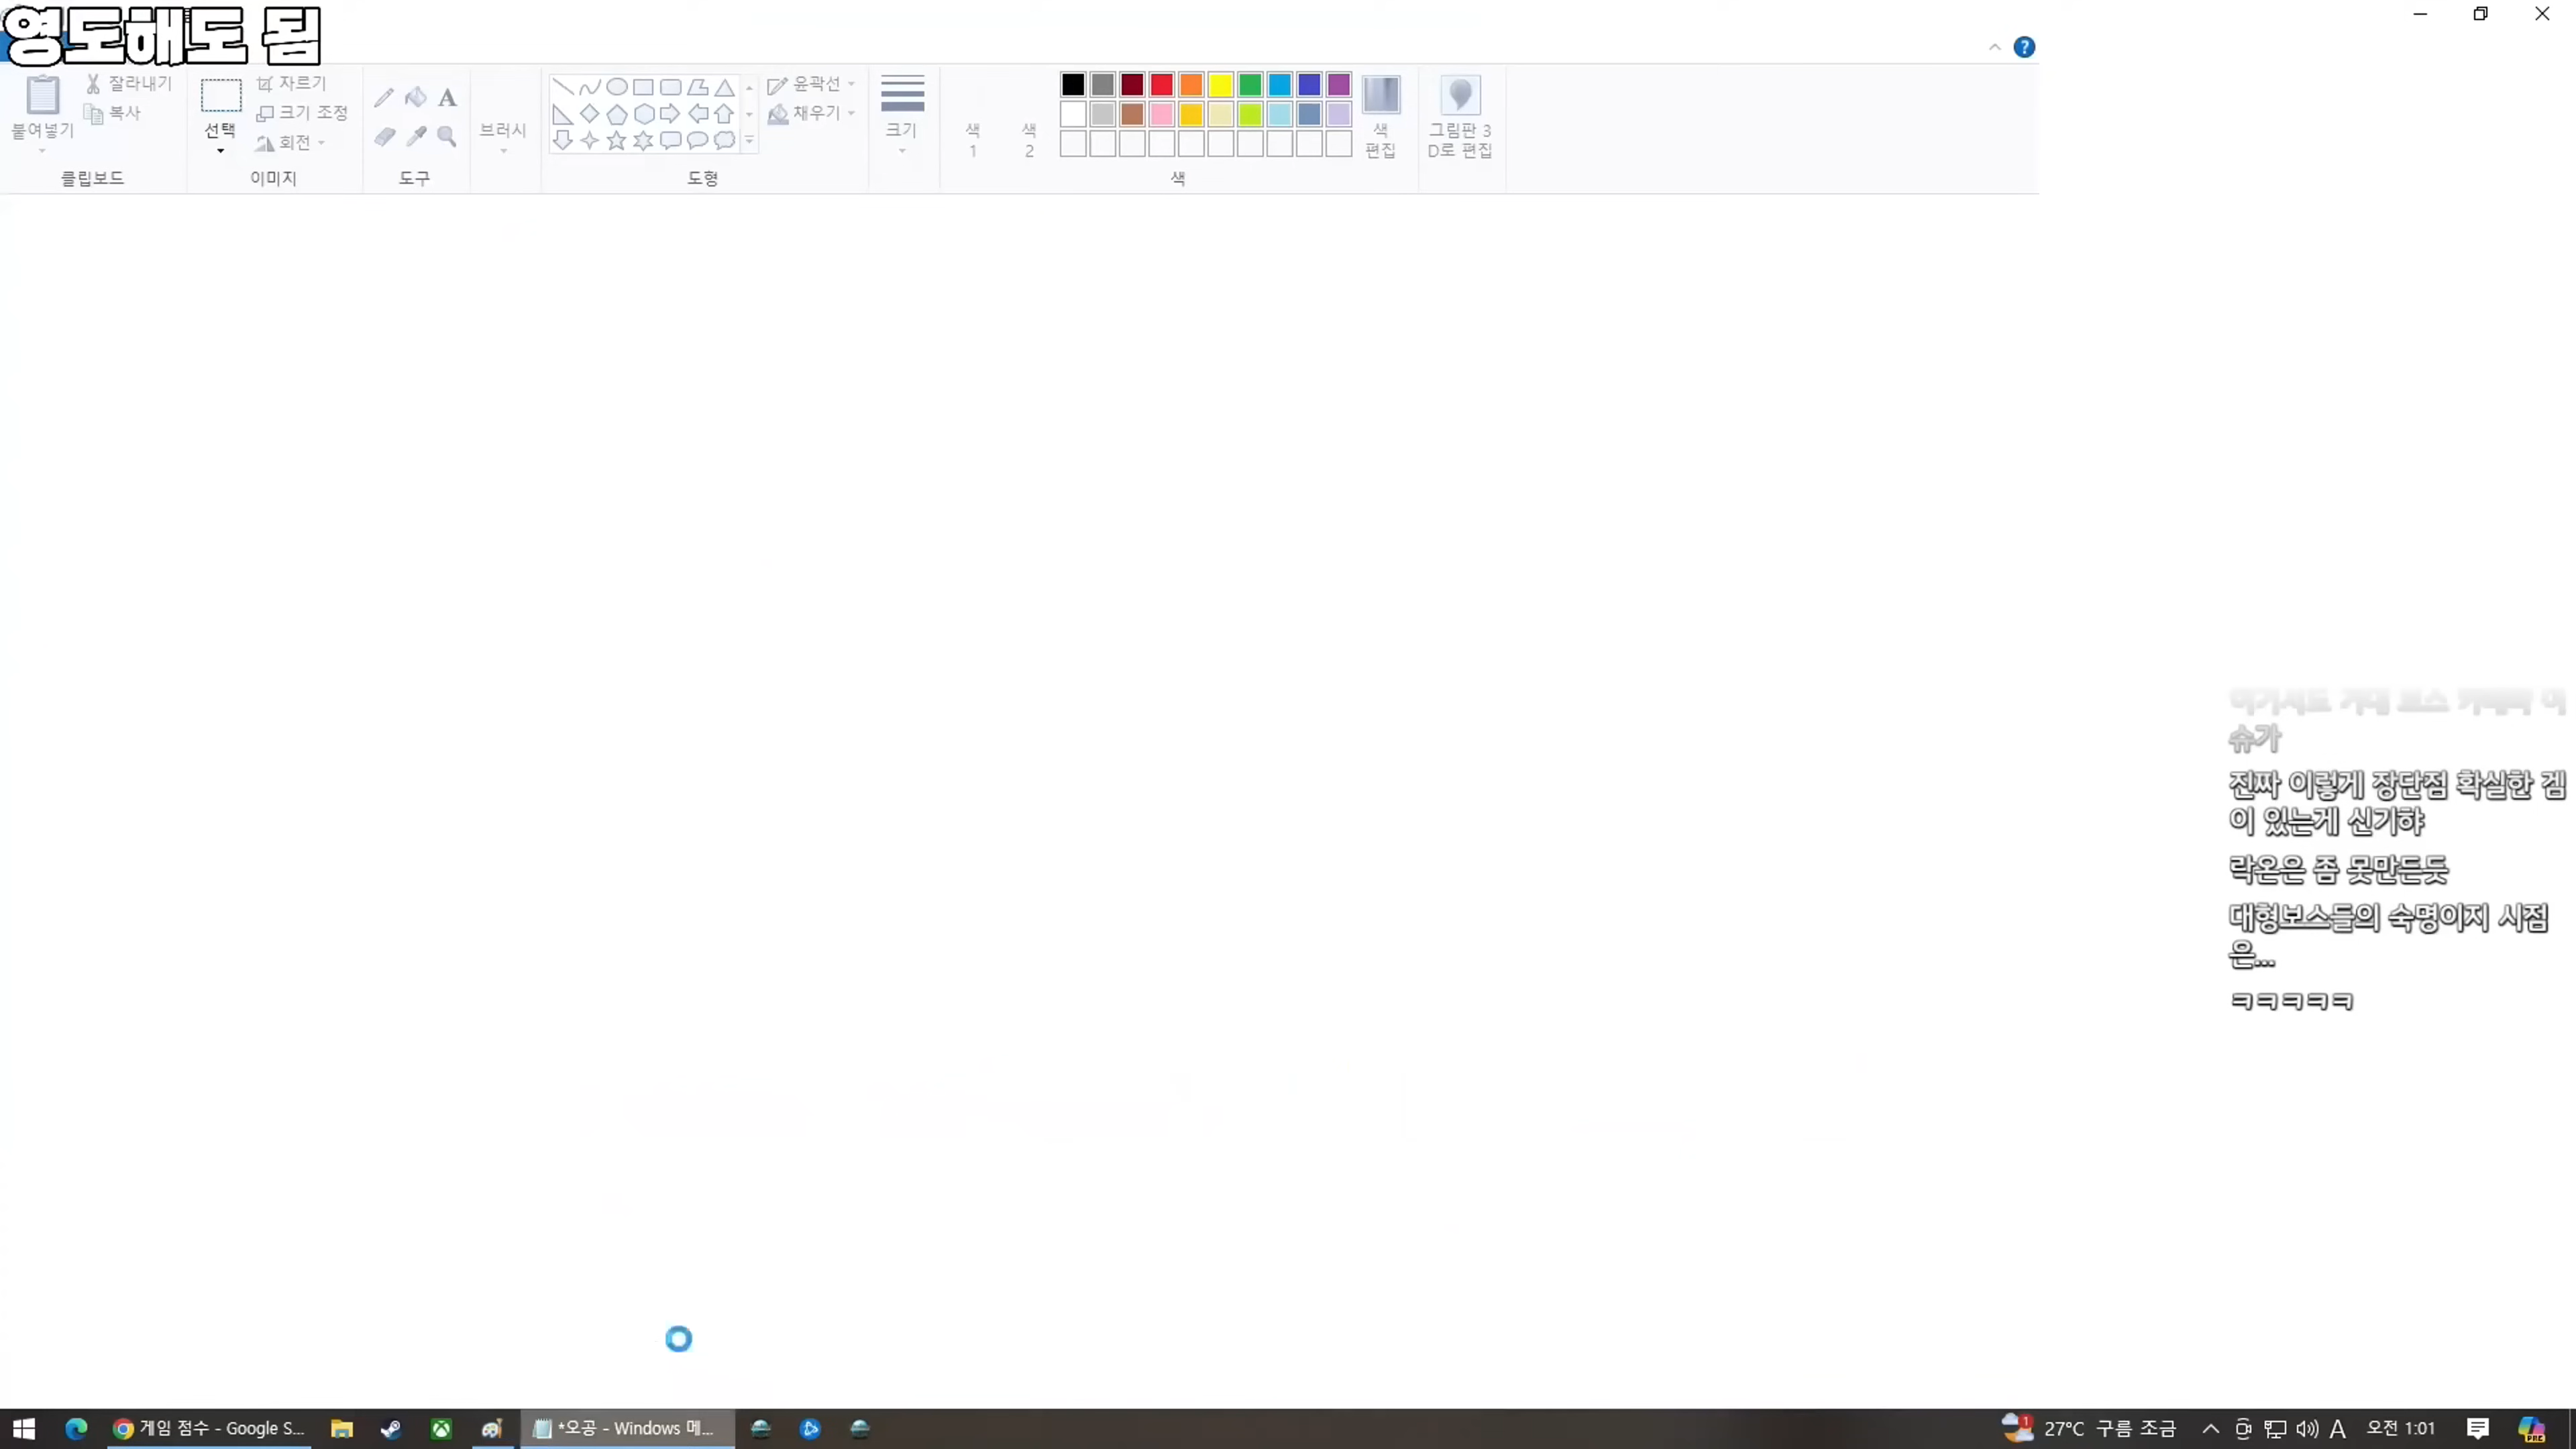 영도해도 됨
붙여넣기
잘라내기
복사
클립보드
선택
자르기
크기 조정
회전
이미지
A
도구
브러시
윤곽선
채우기
도형
크기
색
1
색
2
색
편집
색
그림판 3
D로 편집
?
슈가
진짜 이렇게 장단점 확실한 겜
이 있는게 신기햐
락온은 좀 못만든듯
대형보스들의 숙명이지 시점
은...
ㅋㅋㅋㅋㅋ
게임 점수 - Google S...
*오공 - Windows 메...
1
27°C 구름 조금
A
오전 1:01
PRE